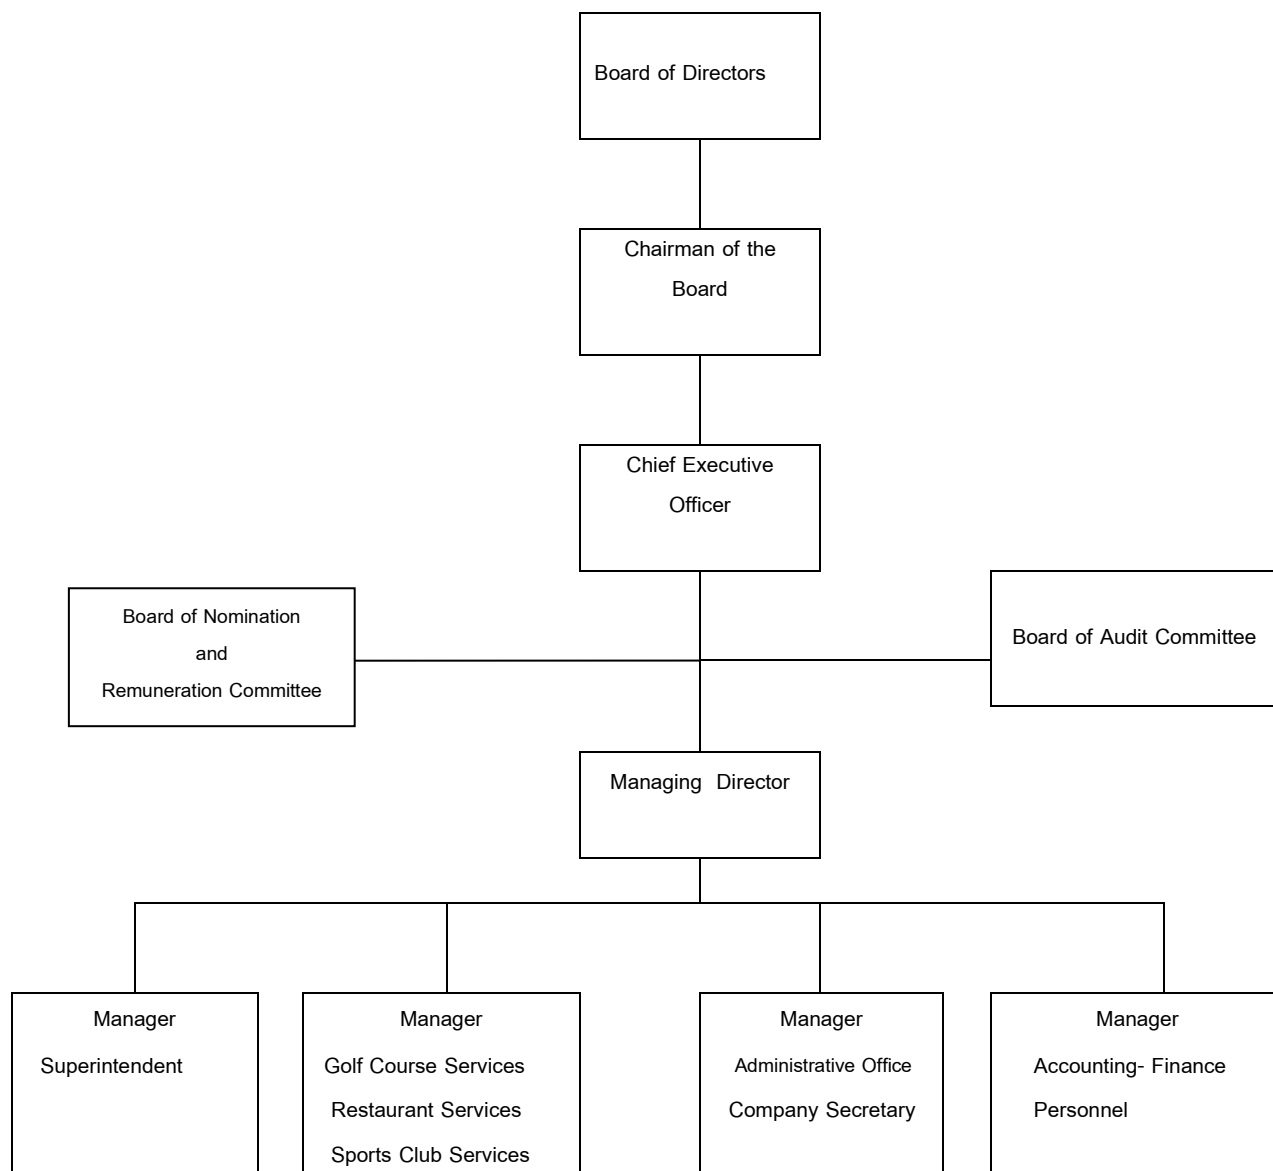 Board of Directors
Chairman of the
Board
Chief Executive
Officer
Board of Nomination
and
Remuneration Committee
Board of Audit Committee
Managing Director
Manager
Superintendent
Manager
Golf Course Services
Restaurant Services
Sports Club Services
Manager
Administrative Office
Company Secretary
Manager
Accounting- Finance
Personnel